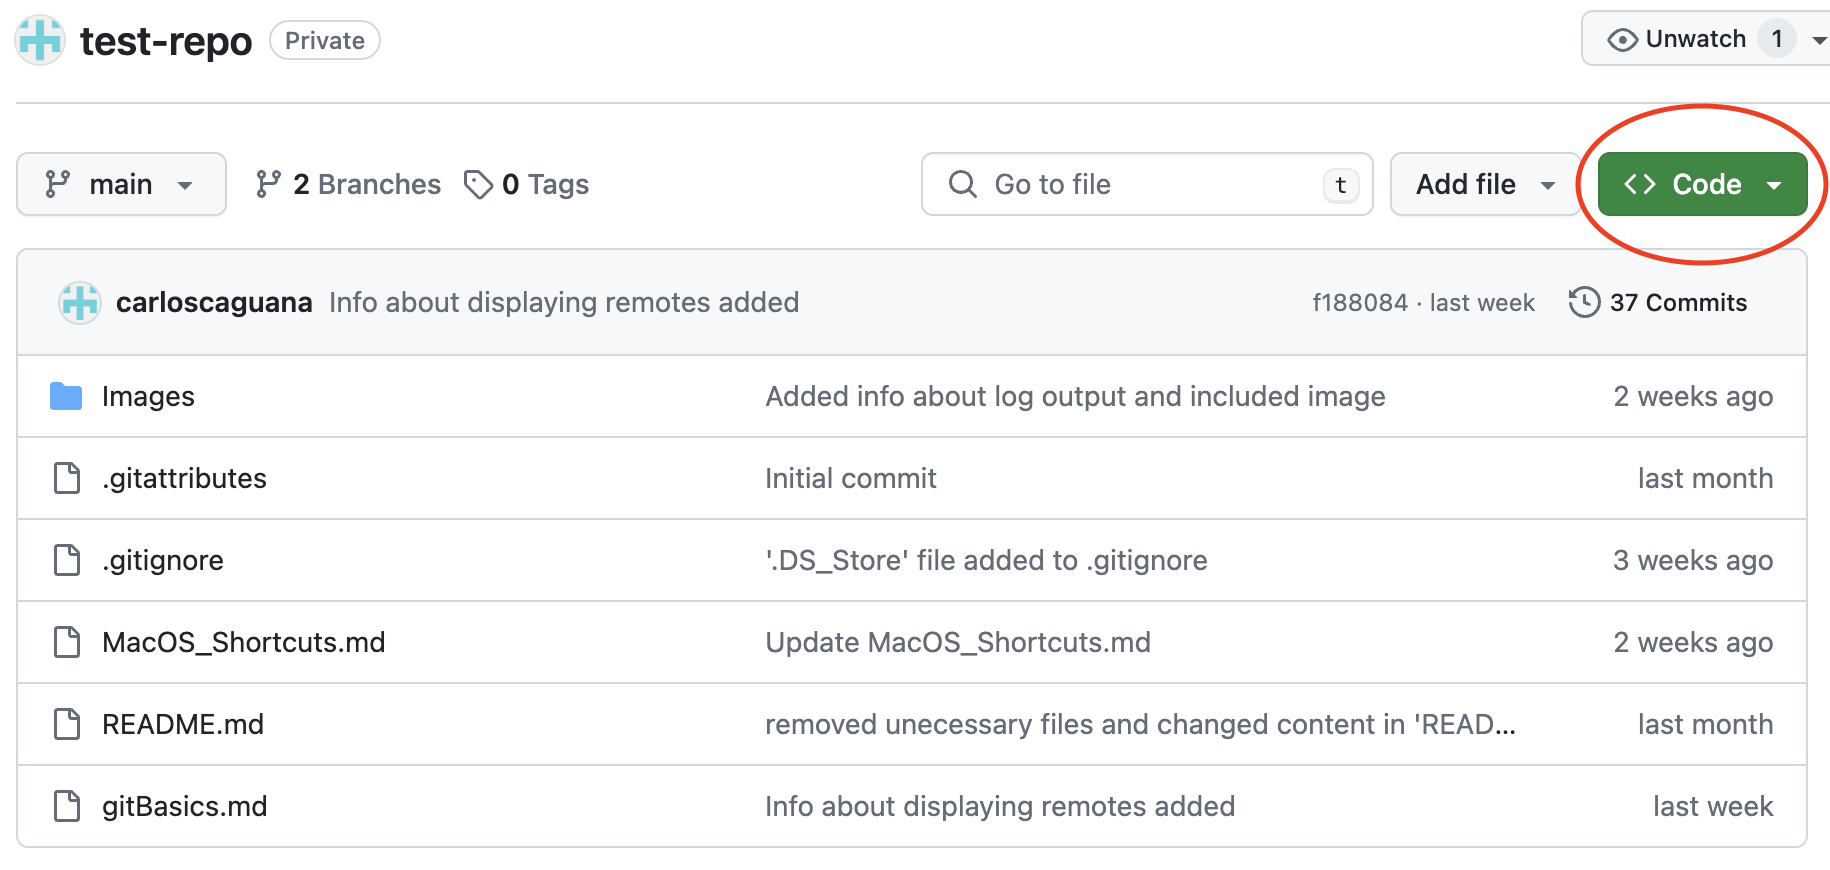 test-repo Private Unwatch 1
main 2 Branches 0 Tags Go to file t Add file <> Code
carloscaguana Info about displaying remotes added f188084 · last week 37 Commits
Images Added info about log output and included image 2 weeks ago
.gitattributes Initial commit last month
.gitignore '.DS_Store' file added to .gitignore 3 weeks ago
MacOS_Shortcuts.md Update MacOS_Shortcuts.md 2 weeks ago
README.md removed unecessary files and changed content in 'READ... last month
gitBasics.md Info about displaying remotes added last week